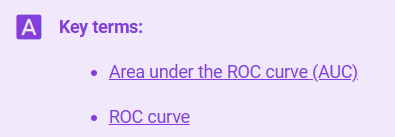 A Key terms:
• Area under the ROC curve (AUC)
• ROC curve